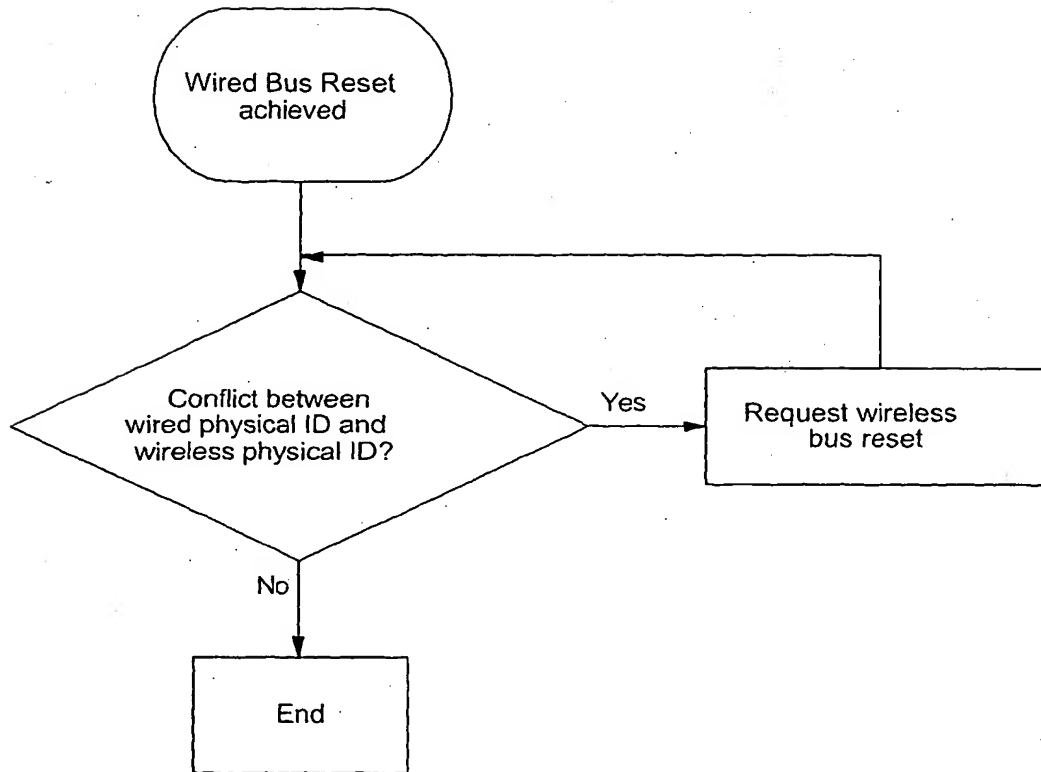 Wired Bus Reset
achieved
Conflict between
wired physical ID and
wireless physical ID?
Yes
Request wireless
bus reset
No
End